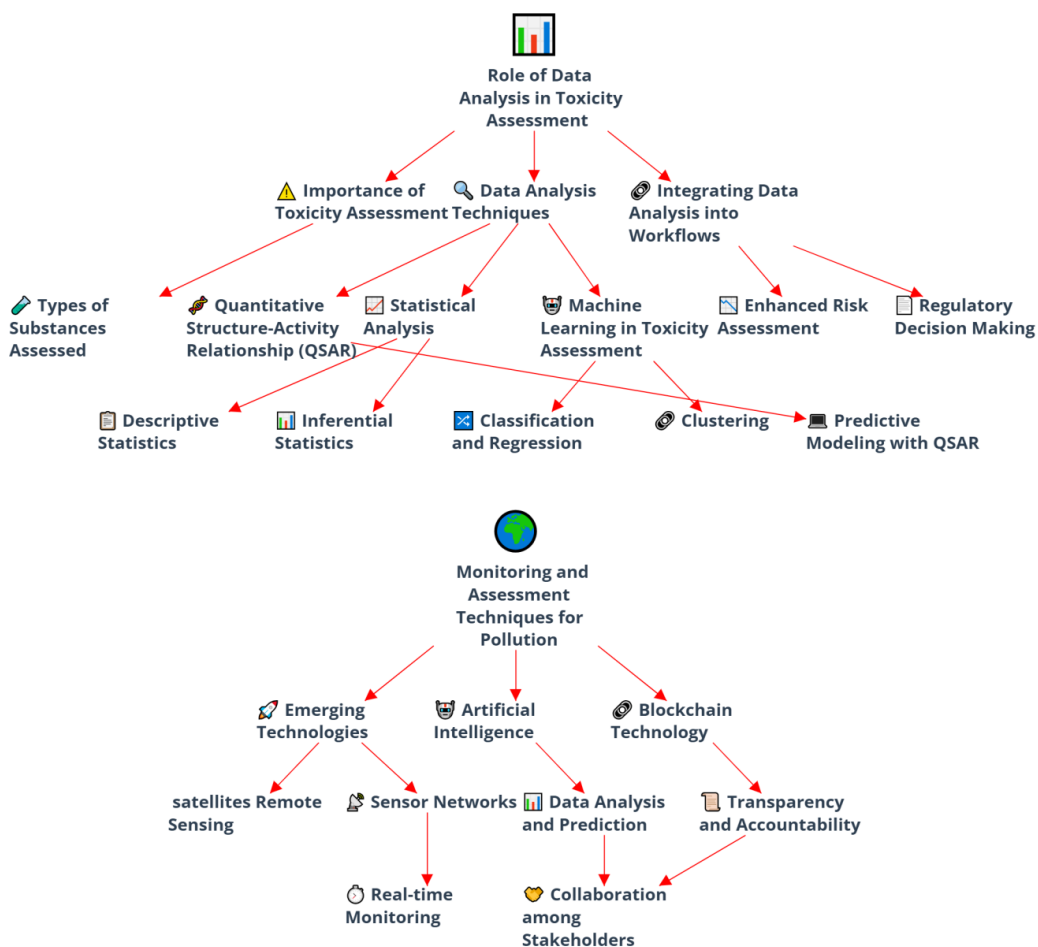 Role of Data
Analysis in Toxicity
Assessment
Importance of
Toxicity Assessment
Data Analysis
Techniques
Integrating Data
Analysis into
Workflows
Types of
Substances
Assessed
Quantitative
Structure-Activity
Relationship (QSAR)
Statistical
Analysis
Machine
Learning in Toxicity
Assessment
Enhanced Risk
Assessment
Regulatory
Decision Making
Descriptive
Statistics
Inferential
Statistics
Classification
and Regression
Clustering
Predictive
Modeling with QSAR
Monitoring and
Assessment
Techniques for
Pollution
Emerging
Technologies
Artificial
Intelligence
Blockchain
Technology
satellites Remote
Sensing
Sensor Networks
Data Analysis
and Prediction
Transparency
and Accountability
Real-time
Monitoring
Collaboration
among
Stakeholders